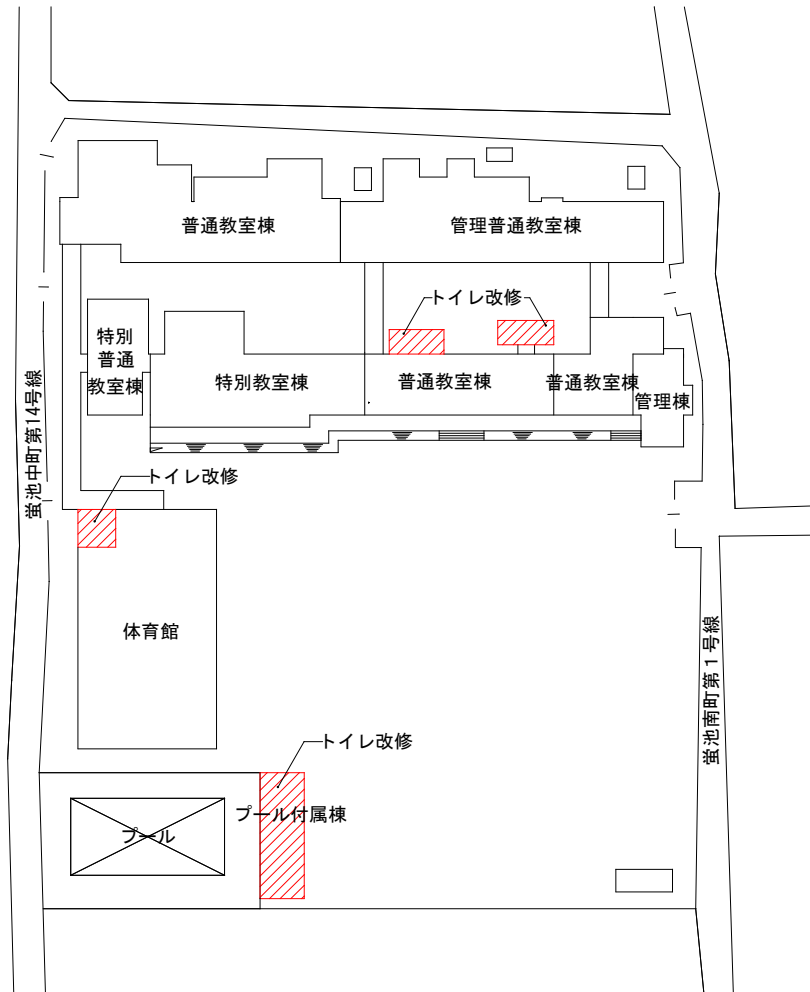 普通教室棟
管理普通教室棟
トイレ改修
特別
普通
教室棟
特別教室棟
普通教室棟
普通教室棟
管理棟
蛍池中町第14号線
トイレ改修
体育館
蛍池南町第１号線
トイレ改修
プール付属棟
プール